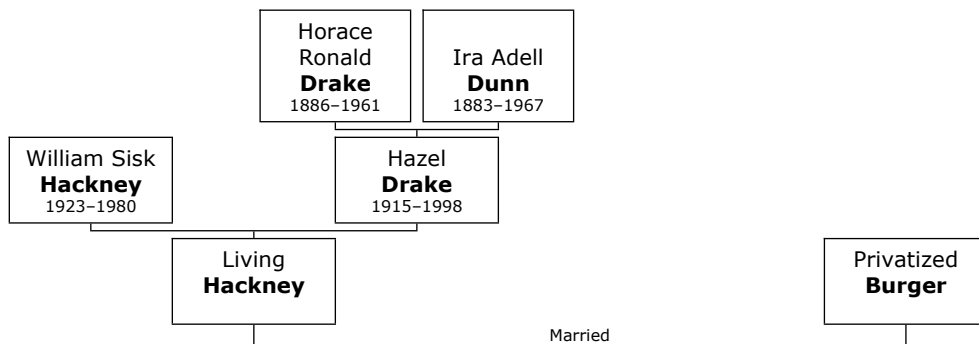 Horace
Ronald
Drake
1886–1961
Ira Adell
Dunn
1883–1967
William Sisk
Hackney
1923–1980
Hazel
Drake
1915–1998
Living
Hackney
Privatized
Burger
Married